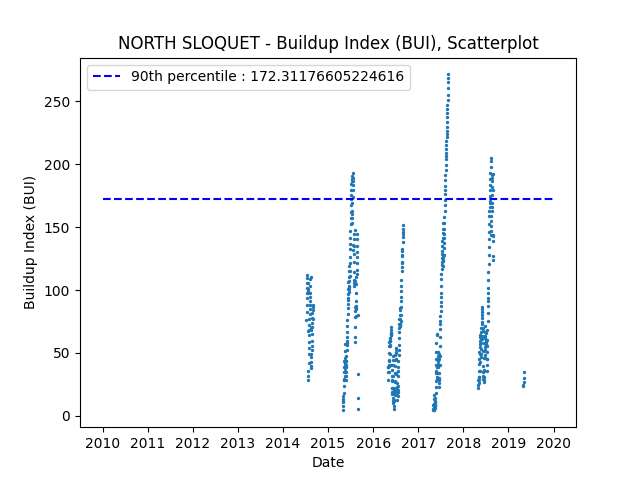 NORTH SLOQUET - Buildup Index (BUI), Scatterplot
90th percentile : 172.31176605224616
250
200
150
100
50
0
Buildup Index (BUI)
2010 2011 2012 2013 2014 2015 2016 2017 2018 2019 2020
Date